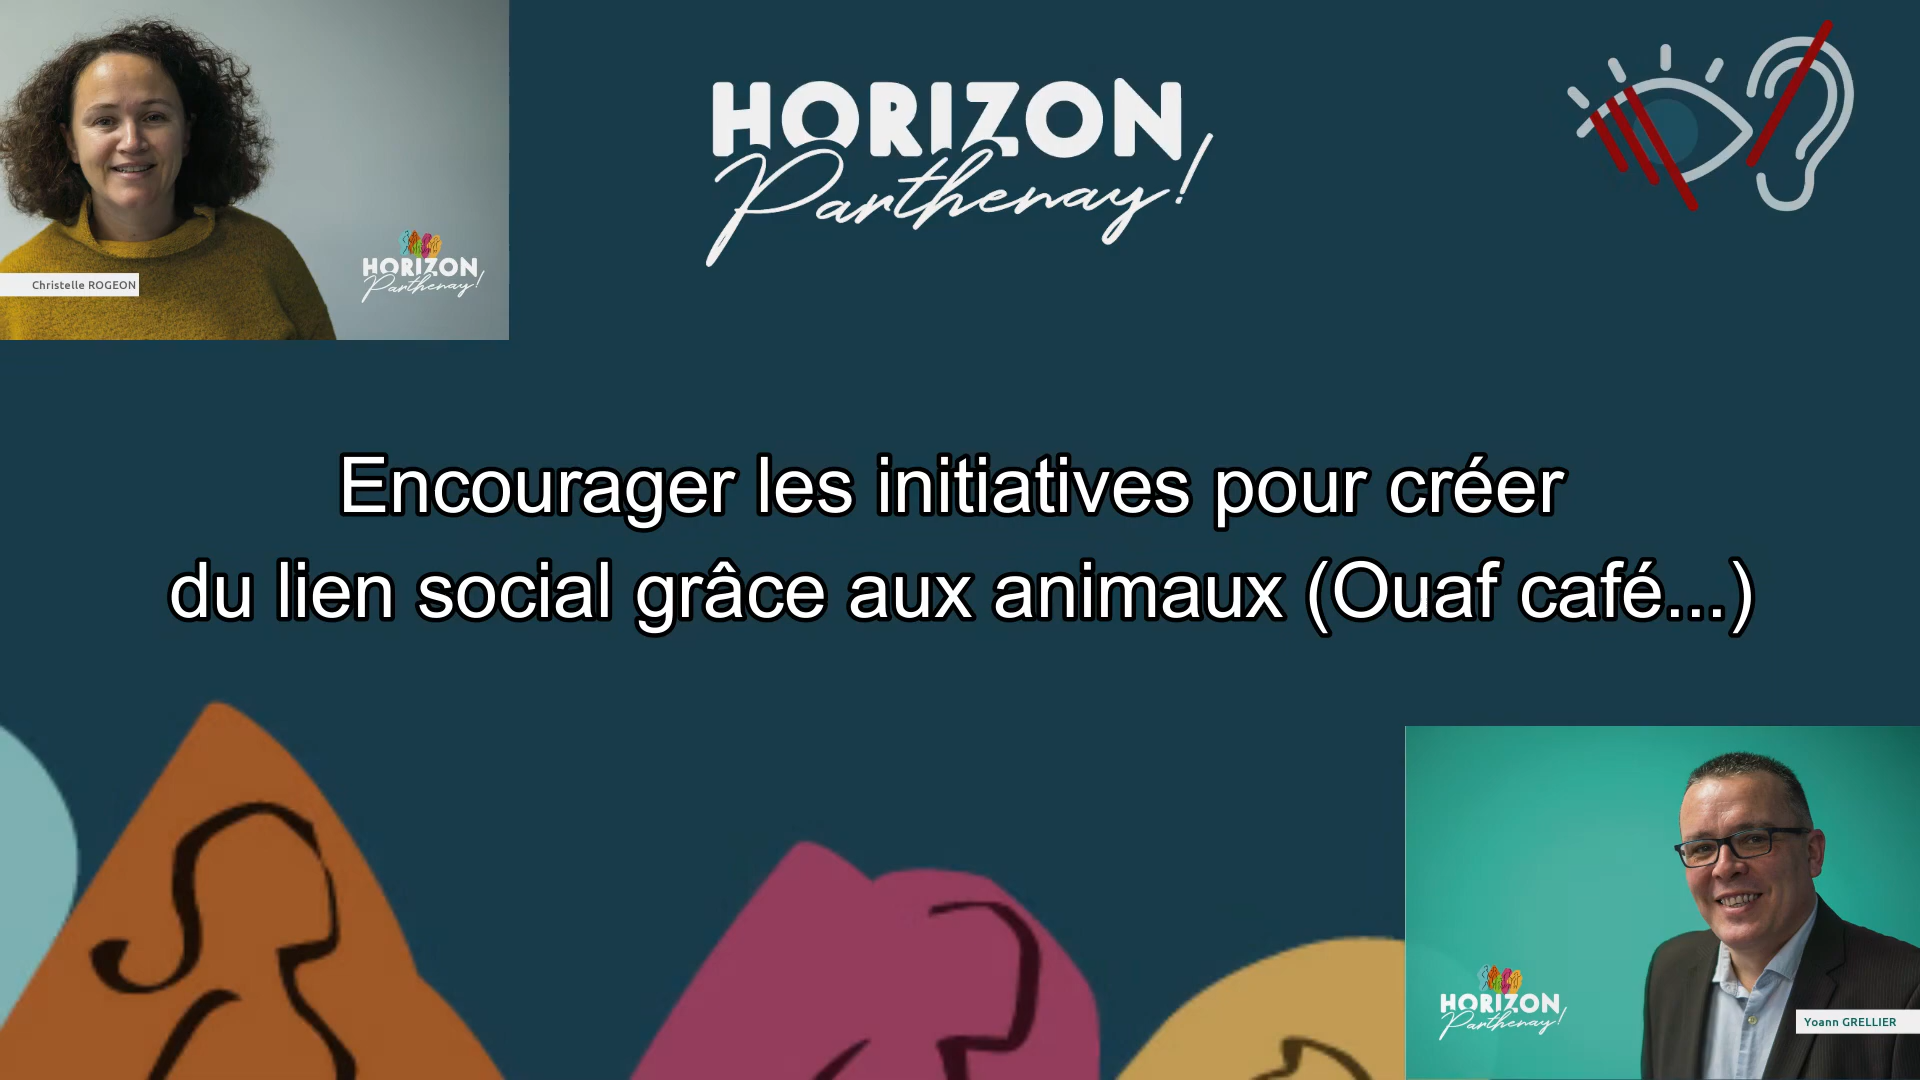 HORIZON
Parthenay!
HORIZON
Parthenay!
Christelle ROGEON
Encourager les initiatives pour créer
du lien social grâce aux animaux (Ouaf café...)
HORIZON
Parthenay!
Yoann GRELLIER